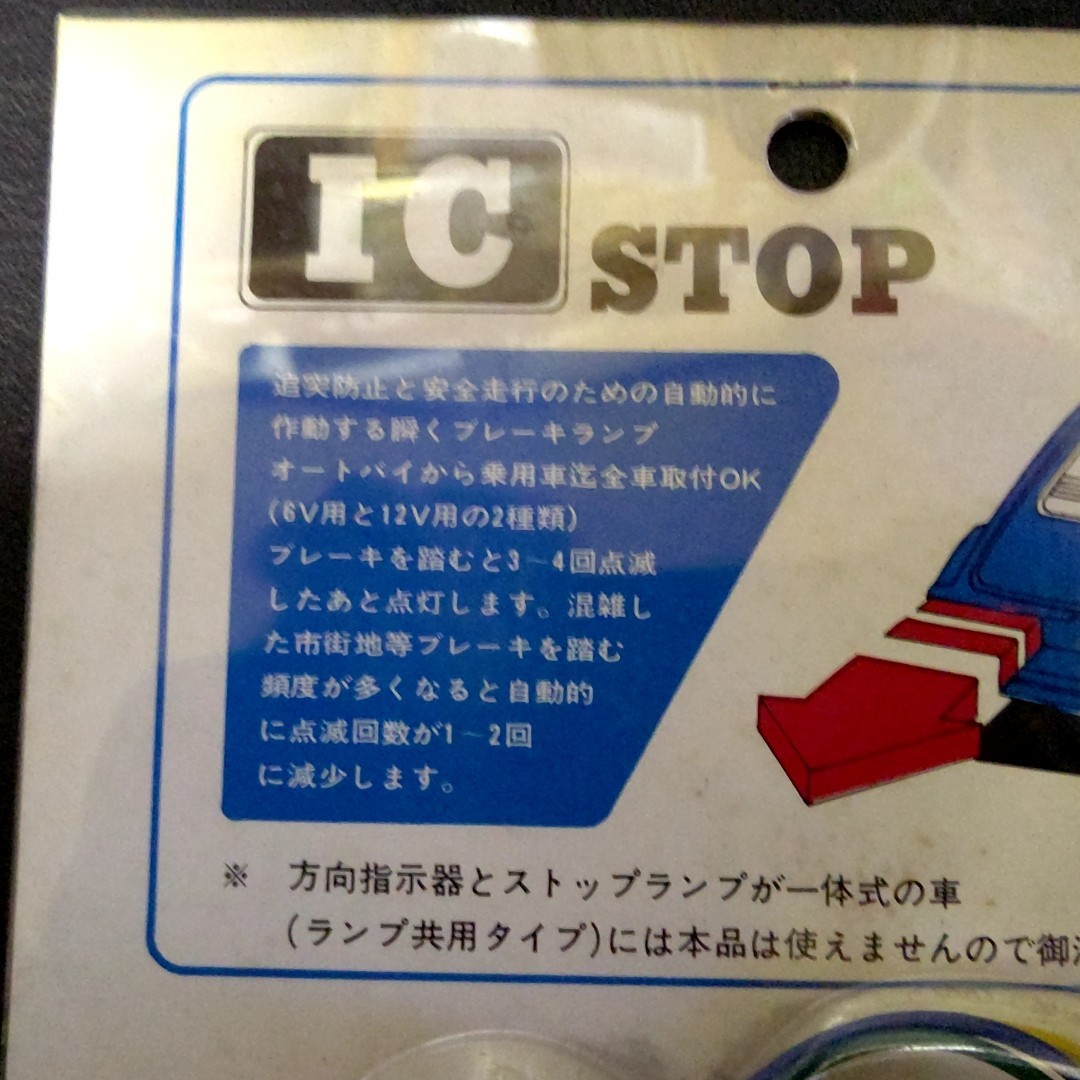 IC STOP
追突防止と安全走行のための自動的に
作動する瞬くブレーキランプ
オートバイから乗用車迄全車取付OK
(6V用と12V用の2種類)
ブレーキを踏むと3~4回点滅
したあと点灯します。混雑し
た市街地等ブレーキを踏む
頻度が多くなると自動的
に点滅回数が1~2回
に減少します。
※ 方向指示器とストップランプが一体式の車
(ランプ共用タイプ)には本品は使えませんので御